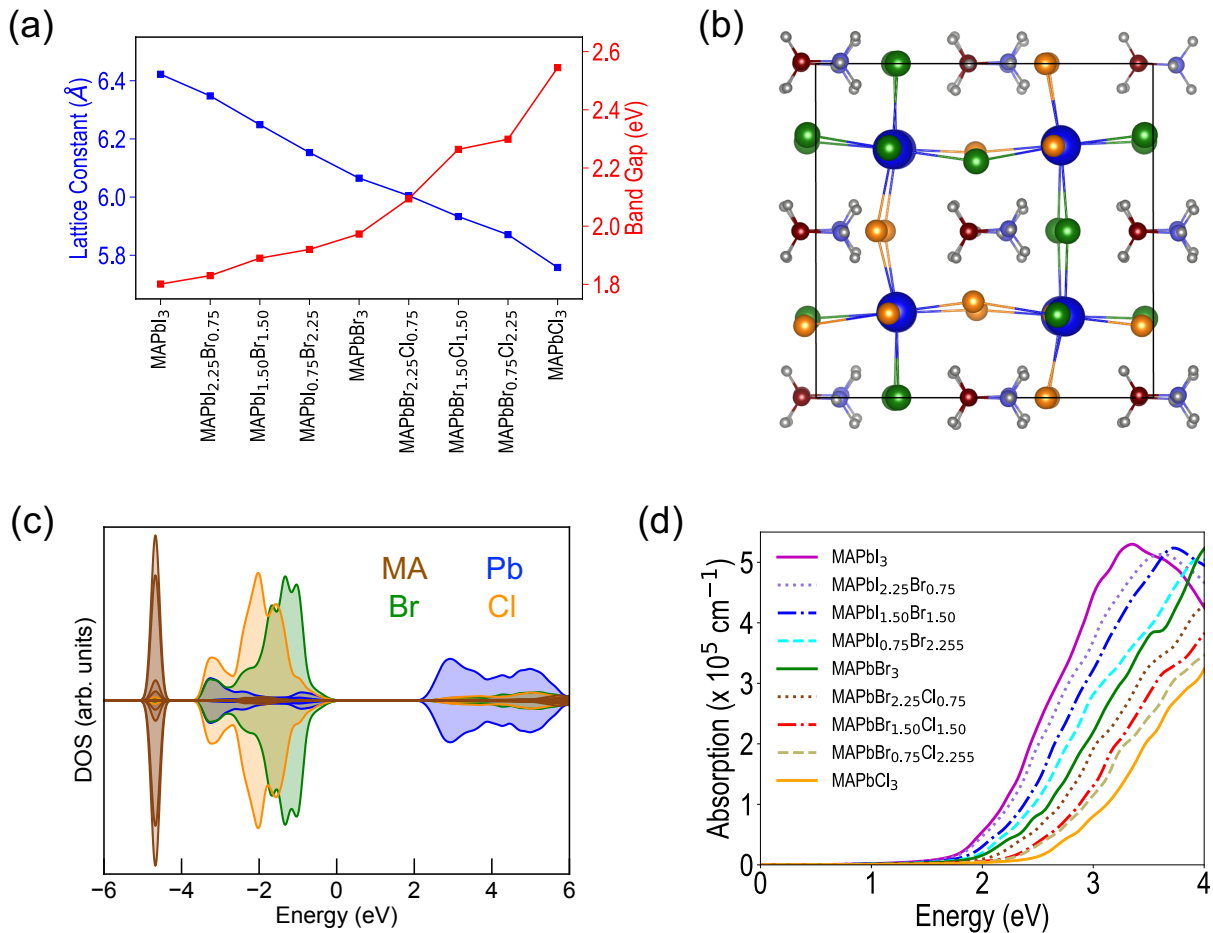 (a)
Lattice Constant (Å)
6.4
6.2
6.0
5.8
2.6
2.4
2.2
2.0
1.8
Band Gap (eV)
MAPbI₃
MAPbI₂.₂₅Br₀.₇₅
MAPbI₁.₅₀Br₁.₅₀
MAPbI₀.₇₅Br₂.₂₅
MAPbBr₃
MAPbBr₂.₂₅Cl₀.₇₅
MAPbBr₁.₅₀Cl₁.₅₀
MAPbBr₀.₇₅Cl₂.₂₅
MAPbCl₃
(b)
(c)
DOS (arb. units)
MA Pb
Br Cl
−6 −4 −2 0 2 4 6
Energy (eV)
(d)
Absorption (x 10⁵ cm⁻¹)
5
4
3
2
1
0
MAPbI₃
MAPbI₂.₂₅Br₀.₇₅
MAPbI₁.₅₀Br₁.₅₀
MAPbI₀.₇₅Br₂.₂₅₅
MAPbBr₃
MAPbBr₂.₂₅Cl₀.₇₅
MAPbBr₁.₅₀Cl₁.₅₀
MAPbBr₀.₇₅Cl₂.₂₅₅
MAPbCl₃
0 1 2 3 4
Energy (eV)